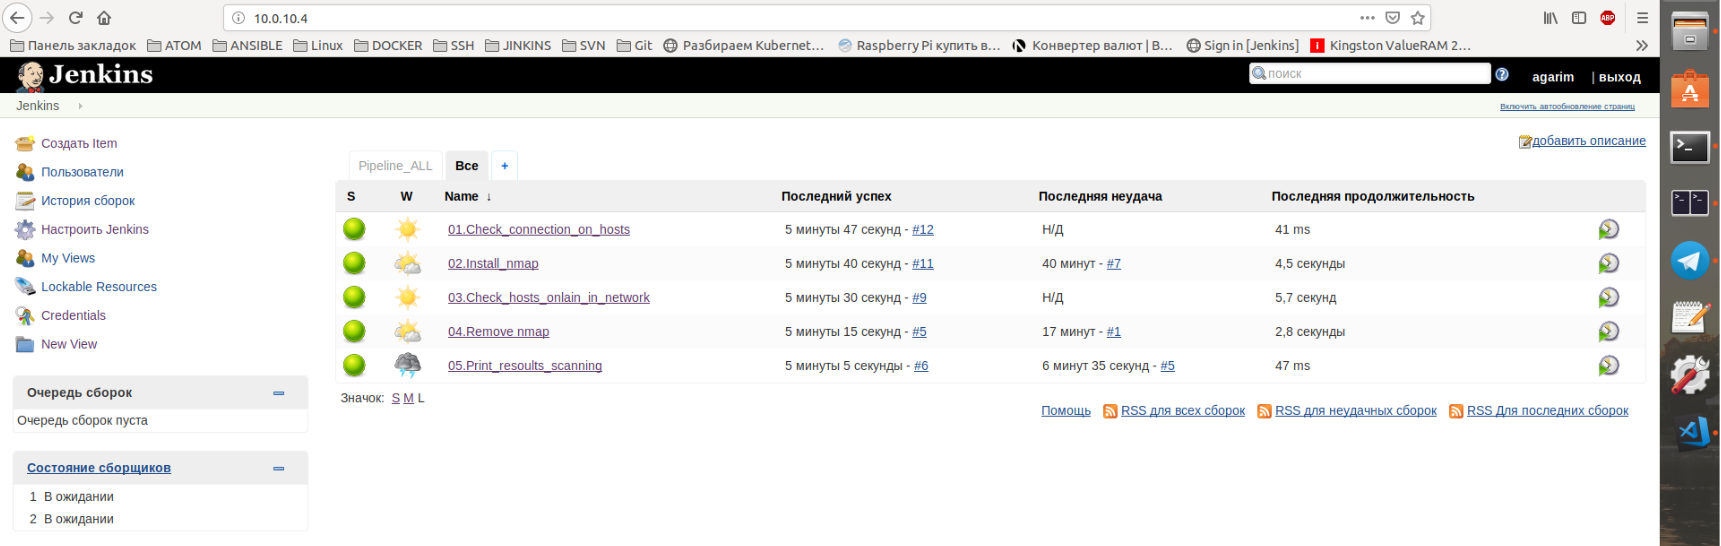 10.0.10.4
Панель закладок ATOM ANSIBLE Linux DOCKER SSH JINKINS SVN Git Разбираем Kubernet… Raspberry Pi купить в… Конвертер валют | В… Sign in [Jenkins] Kingston ValueRAM 2…
Jenkins поиск agarim | выход
Jenkins Включить автообновление страниц
добавить описание
Создать Item
Пользователи
История сборок
Настроить Jenkins
My Views
Lockable Resources
Credentials
New View
Очередь сборок
Очередь сборок пуста
Состояние сборщиков
1 В ожидании
2 В ожидании
Pipeline_ALL Все +
S W Name ↓ Последний успех Последняя неудача Последняя продолжительность
01.Check_connection_on_hosts 5 минуты 47 секунд - #12 Н/Д 41 ms
02.Install_nmap 5 минуты 40 секунд - #11 40 минут - #7 4,5 секунды
03.Check_hosts_onlain_in_network 5 минуты 30 секунд - #9 Н/Д 5,7 секунд
04.Remove nmap 5 минуты 15 секунд - #5 17 минут - #1 2,8 секунды
05.Print_resoults_scanning 5 минуты 5 секунды - #6 6 минут 35 секунд - #5 47 ms
Значок: S M L
Помощь RSS для всех сборок RSS для неудачных сборок RSS Для последних сборок